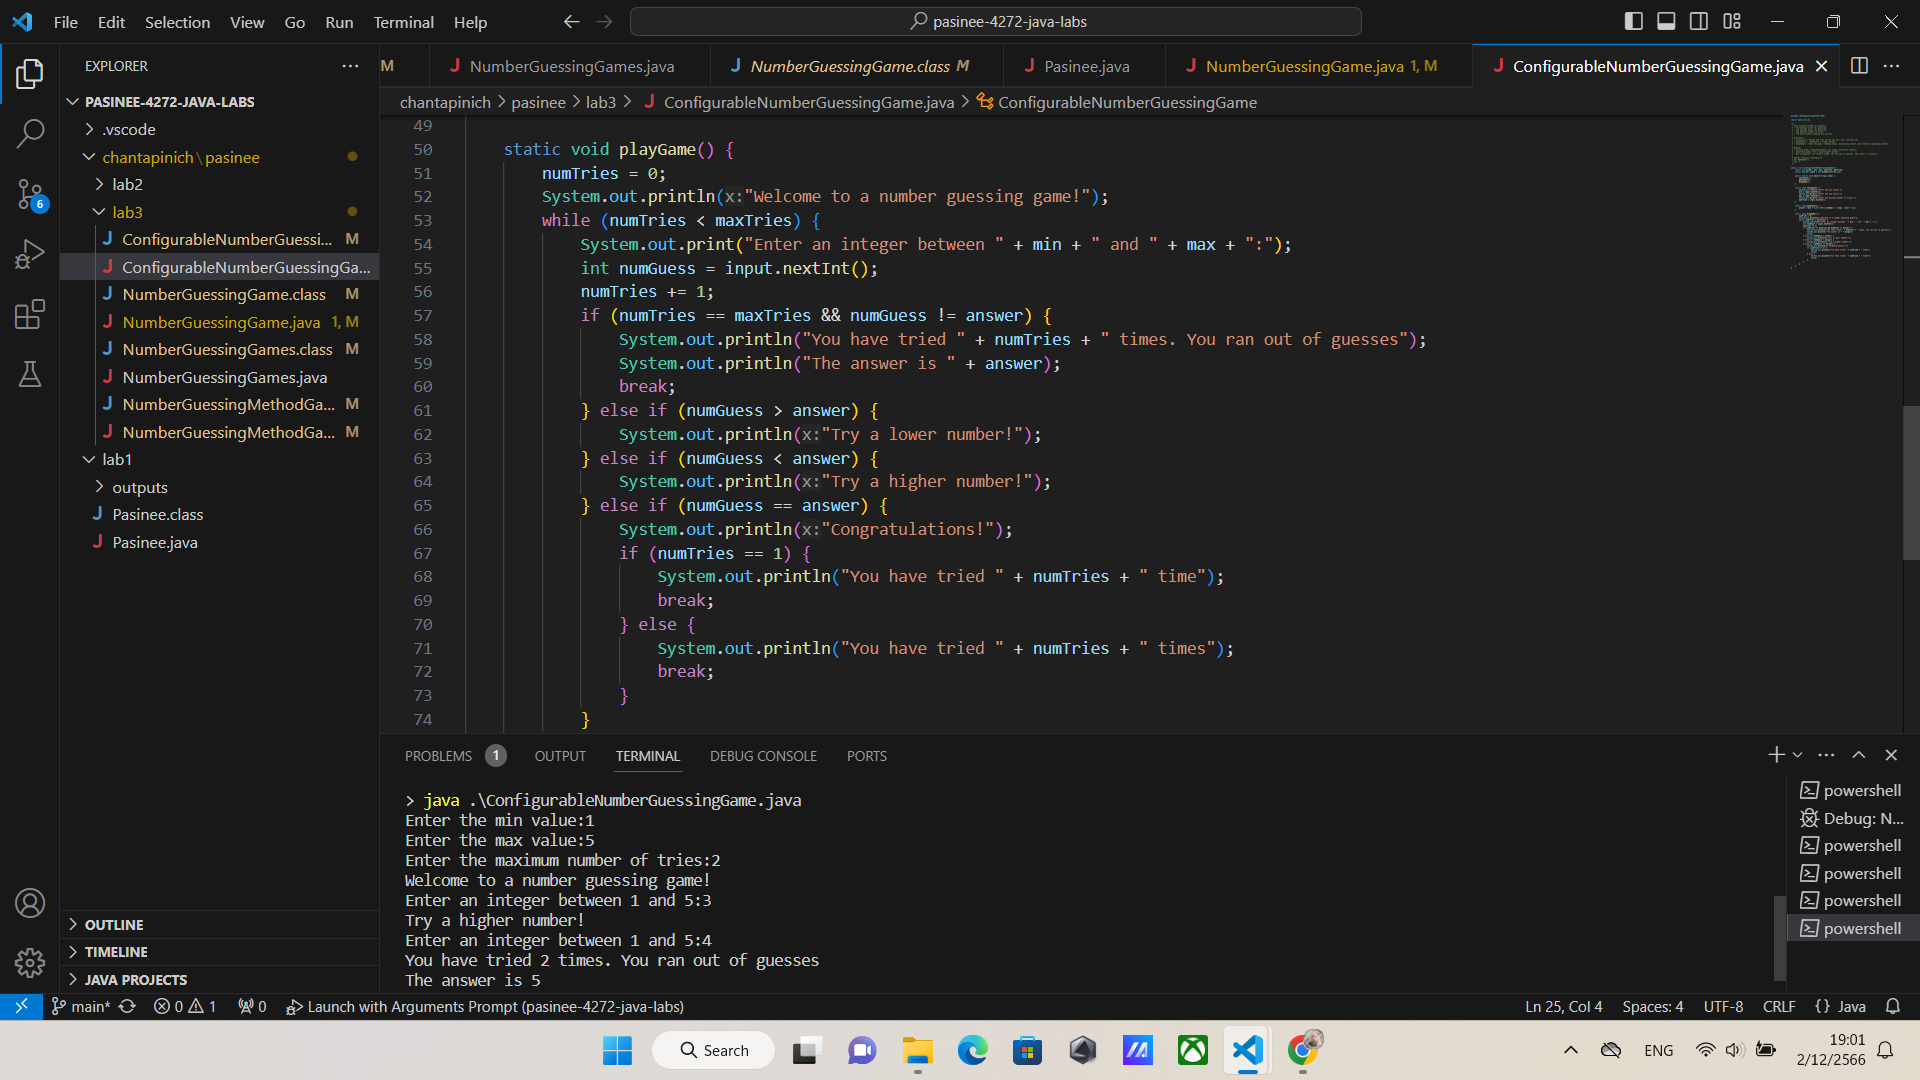 File Edit Selection View Go Run Terminal Help
pasinee-4272-java-labs
EXPLORER
PASINEE-4272-JAVA-LABS
.vscode
chantapinich\pasinee
lab2
lab3
J ConfigurableNumberGuessi... M
J ConfigurableNumberGuessingGa...
J NumberGuessingGame.class M
J NumberGuessingGame.java 1, M
J NumberGuessingGames.class M
J NumberGuessingGames.java
J NumberGuessingMethodGa... M
J NumberGuessingMethodGa... M
lab1
outputs
J Pasinee.class
J Pasinee.java
OUTLINE
TIMELINE
JAVA PROJECTS
6
M J NumberGuessingGames.java J NumberGuessingGame.class M J Pasinee.java J NumberGuessingGame.java 1, M J ConfigurableNumberGuessingGame.java
chantapinich > pasinee > lab3 > J ConfigurableNumberGuessingGame.java > ConfigurableNumberGuessingGame
49
50 static void playGame() {
51 numTries = 0;
52 System.out.println(x:"Welcome to a number guessing game!");
53 while (numTries < maxTries) {
54 System.out.print("Enter an integer between " + min + " and " + max + ":");
55 int numGuess = input.nextInt();
56 numTries += 1;
57 if (numTries == maxTries && numGuess != answer) {
58 System.out.println("You have tried " + numTries + " times. You ran out of guesses");
59 System.out.println("The answer is " + answer);
60 break;
61 } else if (numGuess > answer) {
62 System.out.println(x:"Try a lower number!");
63 } else if (numGuess < answer) {
64 System.out.println(x:"Try a higher number!");
65 } else if (numGuess == answer) {
66 System.out.println(x:"Congratulations!");
67 if (numTries == 1) {
68 System.out.println("You have tried " + numTries + " time");
69 break;
70 } else {
71 System.out.println("You have tried " + numTries + " times");
72 break;
73 }
74 }
PROBLEMS 1 OUTPUT TERMINAL DEBUG CONSOLE PORTS
> java .\ConfigurableNumberGuessingGame.java
Enter the min value:1
Enter the max value:5
Enter the maximum number of tries:2
Welcome to a number guessing game!
Enter an integer between 1 and 5:3
Try a higher number!
Enter an integer between 1 and 5:4
You have tried 2 times. You ran out of guesses
The answer is 5
powershell
Debug: N...
powershell
powershell
powershell
powershell
main* 0 1 0 Launch with Arguments Prompt (pasinee-4272-java-labs) Ln 25, Col 4 Spaces: 4 UTF-8 CRLF {} Java
Search
ENG
19:01
2/12/2566